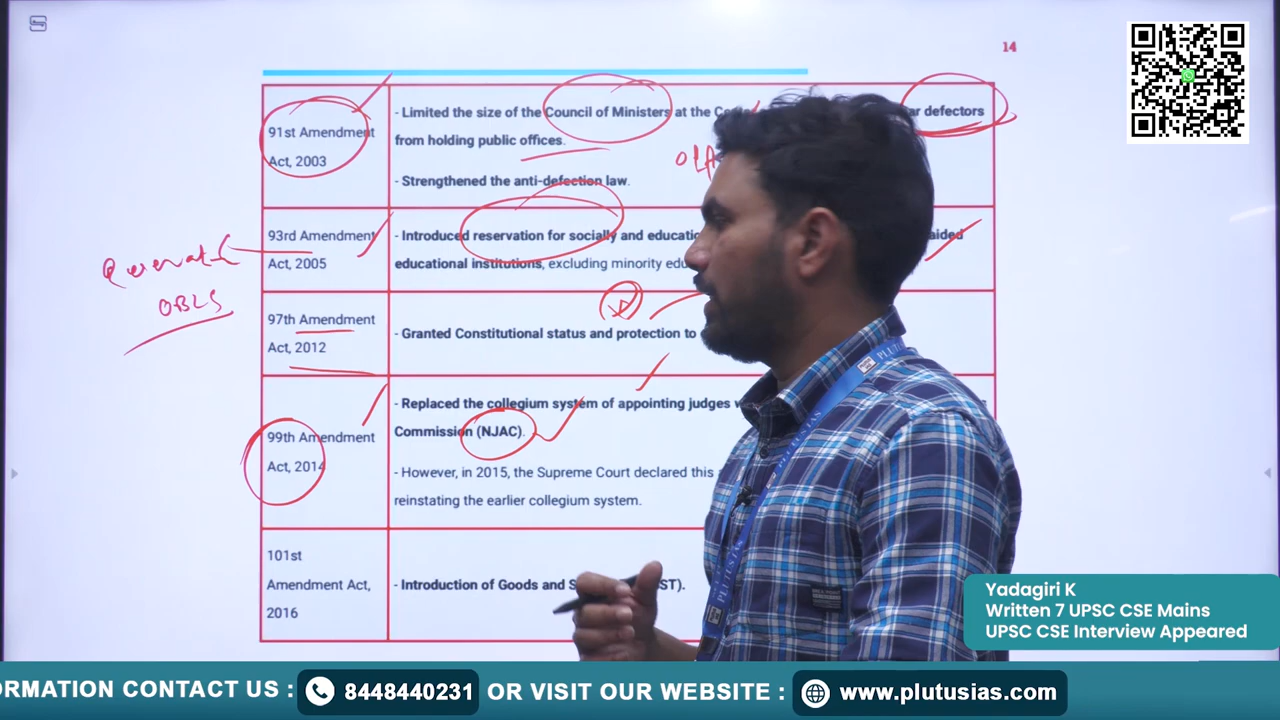 14
91st Amendment
Act, 2003
- Limited the size of the Council of Ministers at the
defectors
from holding public offices.
- Strengthened the anti-defection law.
93rd Amendment
Act, 2005
- Introduced reservation for socially and
aided
educational institutions, excluding minority
OBCs
97th Amendment
Act, 2012
- Granted Constitutional status and protection to
99th Amendment
Act, 2014
- Replaced the collegium system of appointing judges
Commission (NJAC).
- However, in 2015, the Supreme Court declared this
reinstating the earlier collegium system.
101st
Amendment Act,
2016
- Introduction of Goods and
PLUTUS IAS
Yadagiri K
Written 7 UPSC CSE Mains
UPSC CSE Interview Appeared
ORMATION CONTACT US : 8448440231 OR VISIT OUR WEBSITE : www.plutusias.com